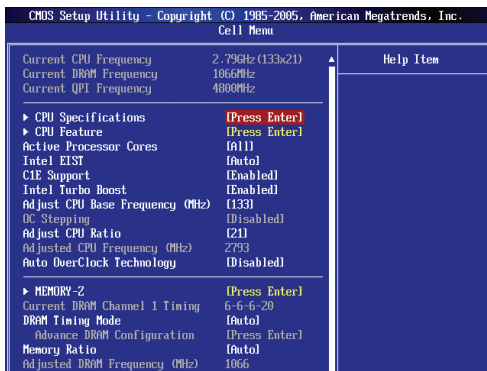 CMOS Setup Utility - Copyright (C) 1985-2005, American Megatrends, Inc.
Cell Menu
Current CPU Frequency 2.79GHz(133x21)
Current DRAM Frequency 1066MHz
Current QPI Frequency 4800MHz
Help Item
▶ CPU Specifications [Press Enter]
▶ CPU Feature [Press Enter]
Active Processor Cores [All]
Intel EIST [Auto]
C1E Support [Enabled]
Intel Turbo Boost [Enabled]
Adjust CPU Base Frequency (MHz) [133]
OC Stepping [Disabled]
Adjust CPU Ratio [21]
Adjusted CPU Frequency (MHz) 2793
Auto OverClock Technology [Disabled]
▶ MEMORY-Z [Press Enter]
Current DRAM Channel 1 Timing 6-6-6-20
DRAM Timing Mode [Auto]
Advance DRAM Configuration [Press Enter]
Memory Ratio [Auto]
Adjusted DRAM Frequency (MHz) 1066